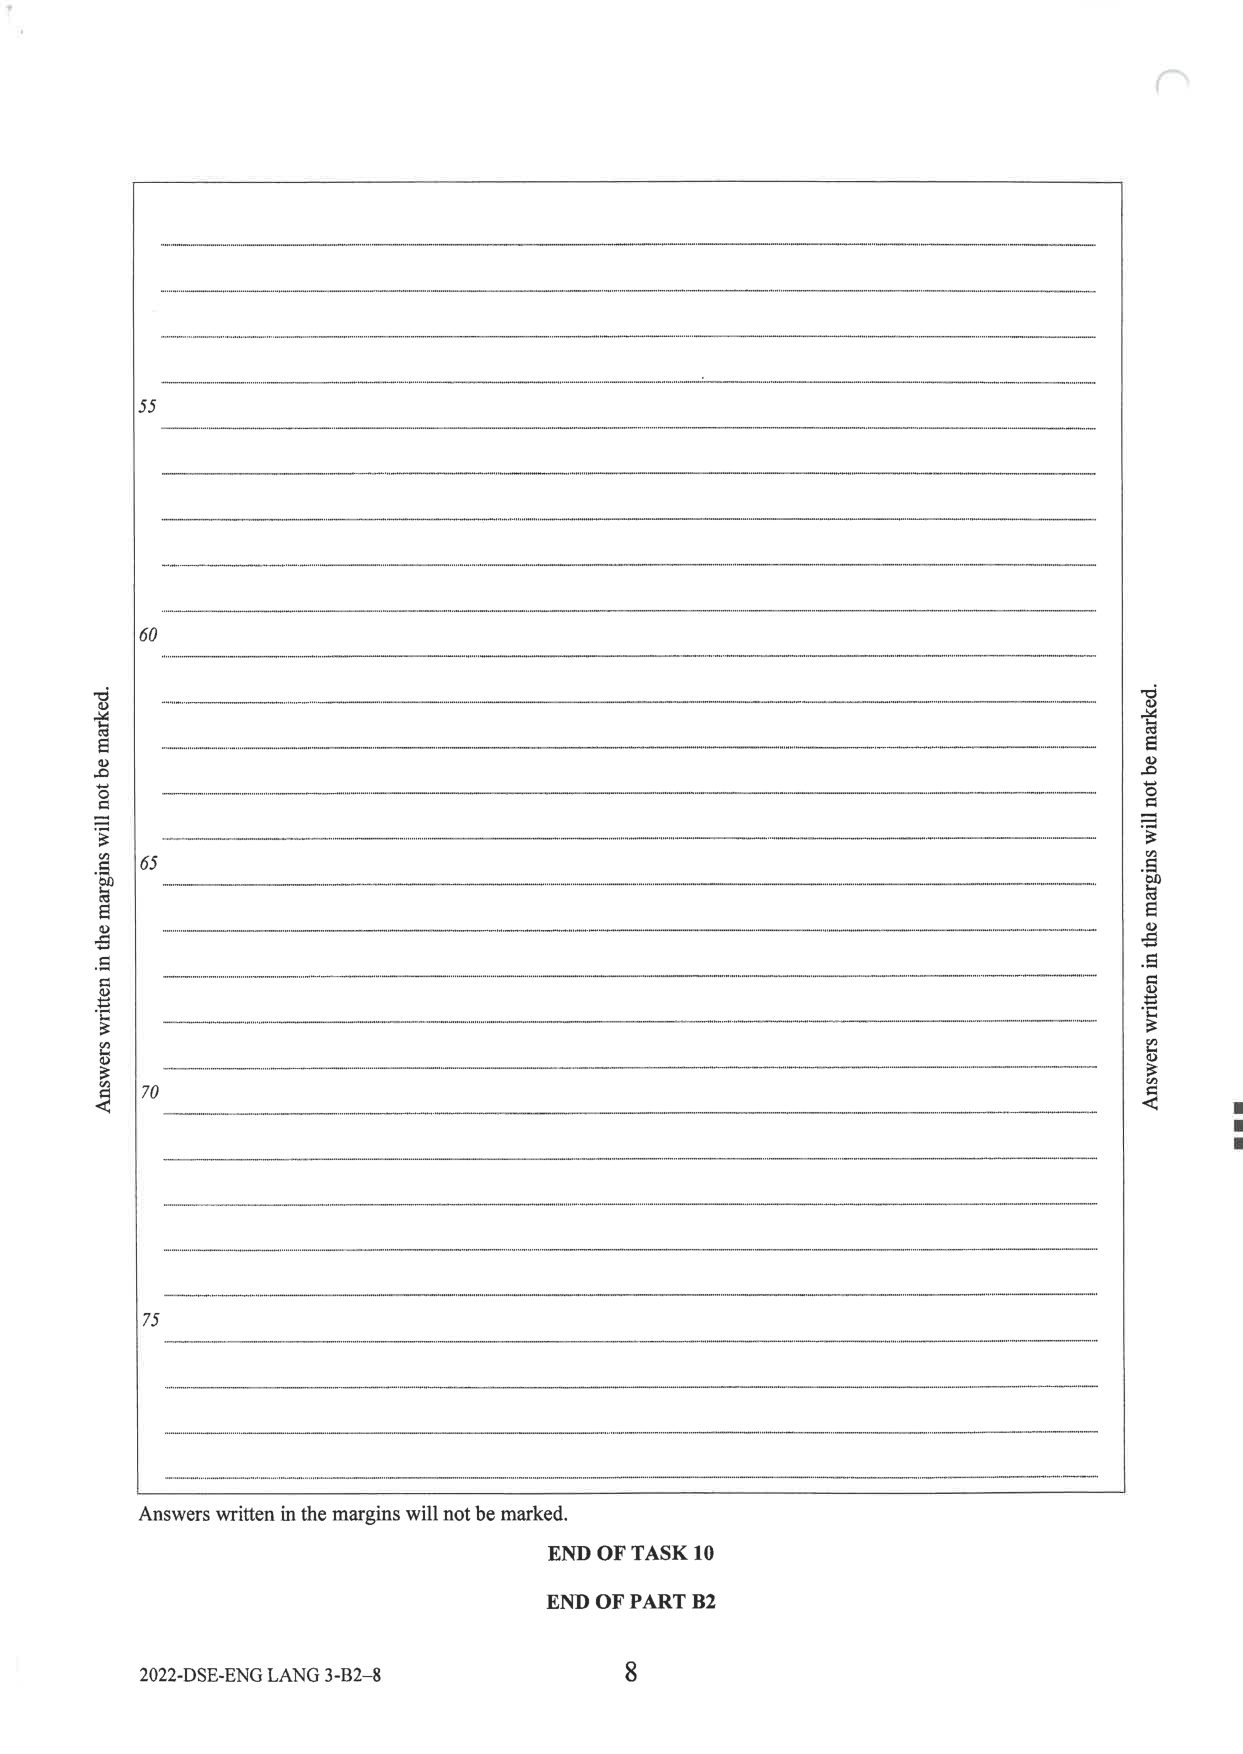 55
60
65
70
75
Answers written in the margins will not be marked.
Answers written in the margins will not be marked.
Answers written in the margins will not be marked.
END OF TASK 10
END OF PART B2
2022-DSE-ENG LANG 3-B2–8
8